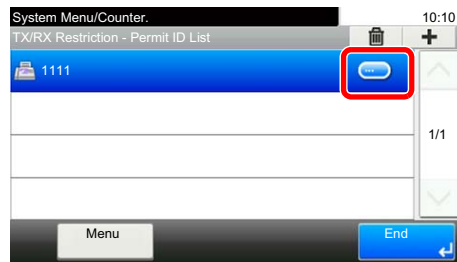 System Menu/Counter. 10:10
TX/RX Restriction - Permit ID List
1111
1/1
Menu End